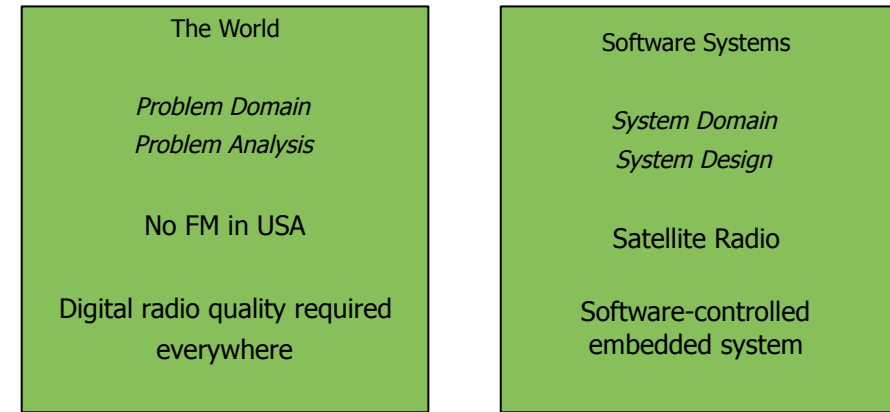 The World
Problem Domain
Problem Analysis
No FM in USA
Digital radio quality required
everywhere
Software Systems
System Domain
System Design
Satellite Radio
Software-controlled
embedded system